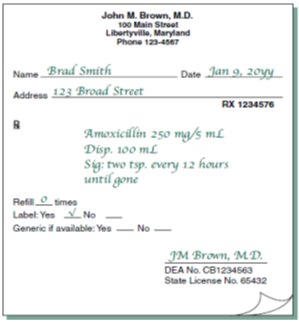 John M. Brown, M.D.
100 Main Street
Libertyville, Maryland
Phone 123-4567
Name Brad Smith Date Jan 9, 20yy
Address 123 Broad Street
RX 1234576
℞
Amoxicillin 250 mg/5 mL
Disp. 100 mL
Sig: two tsp. every 12 hours
until gone
Refill 0 times
Label: Yes √ No
Generic if available: Yes No
JM Brown, M.D.
DEA No. CB1234563
State License No. 65432